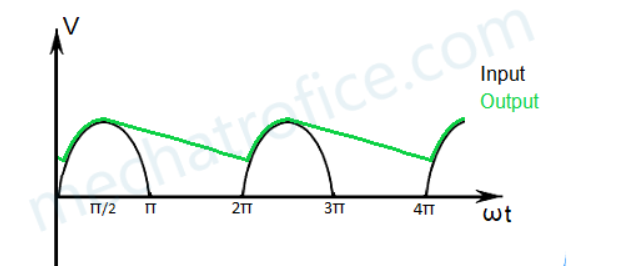 V
mechatrofice.com
Input
Output
π/2 π 2π 3π 4π ωt